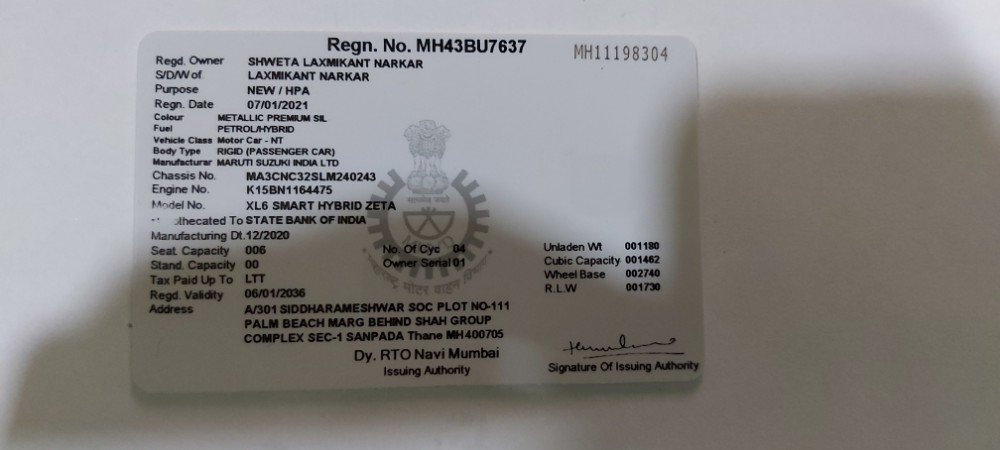 Regn. No. MH43BU7637
MH11198304
Regd. Owner SHWETA LAXMIKANT NARKAR
S/D/W of LAXMIKANT NARKAR
Purpose NEW / HPA
Regn. Date 07/01/2021
Colour METALLIC PREMIUM SIL
Fuel PETROL/HYBRID
Vehicle Class Motor Car - NT
Body Type RIGID (PASSENGER CAR)
Manufacturar MARUTI SUZUKI INDIA LTD
Chassis No. MA3CNC32SLM240243
Engine No. K15BN1164475
Model No. XL6 SMART HYBRID ZETA
othecated To STATE BANK OF INDIA
Manufacturing Dt. 12/2020
Seat. Capacity 006 No. Of Cyc 04 Unladen Wt 001180
Stand. Capacity 00 Owner Serial 01 Cubic Capacity 001462
Tax Paid Up To LTT Wheel Base 002740
Regd. Validity 06/01/2036 R.L.W 001730
Address A/301 SIDDHARAMESHWAR SOC PLOT NO-111
PALM BEACH MARG BEHIND SHAH GROUP
COMPLEX SEC-1 SANPADA Thane MH 400705
Dy. RTO Navi Mumbai
Issuing Authority
Signature Of Issuing Authority